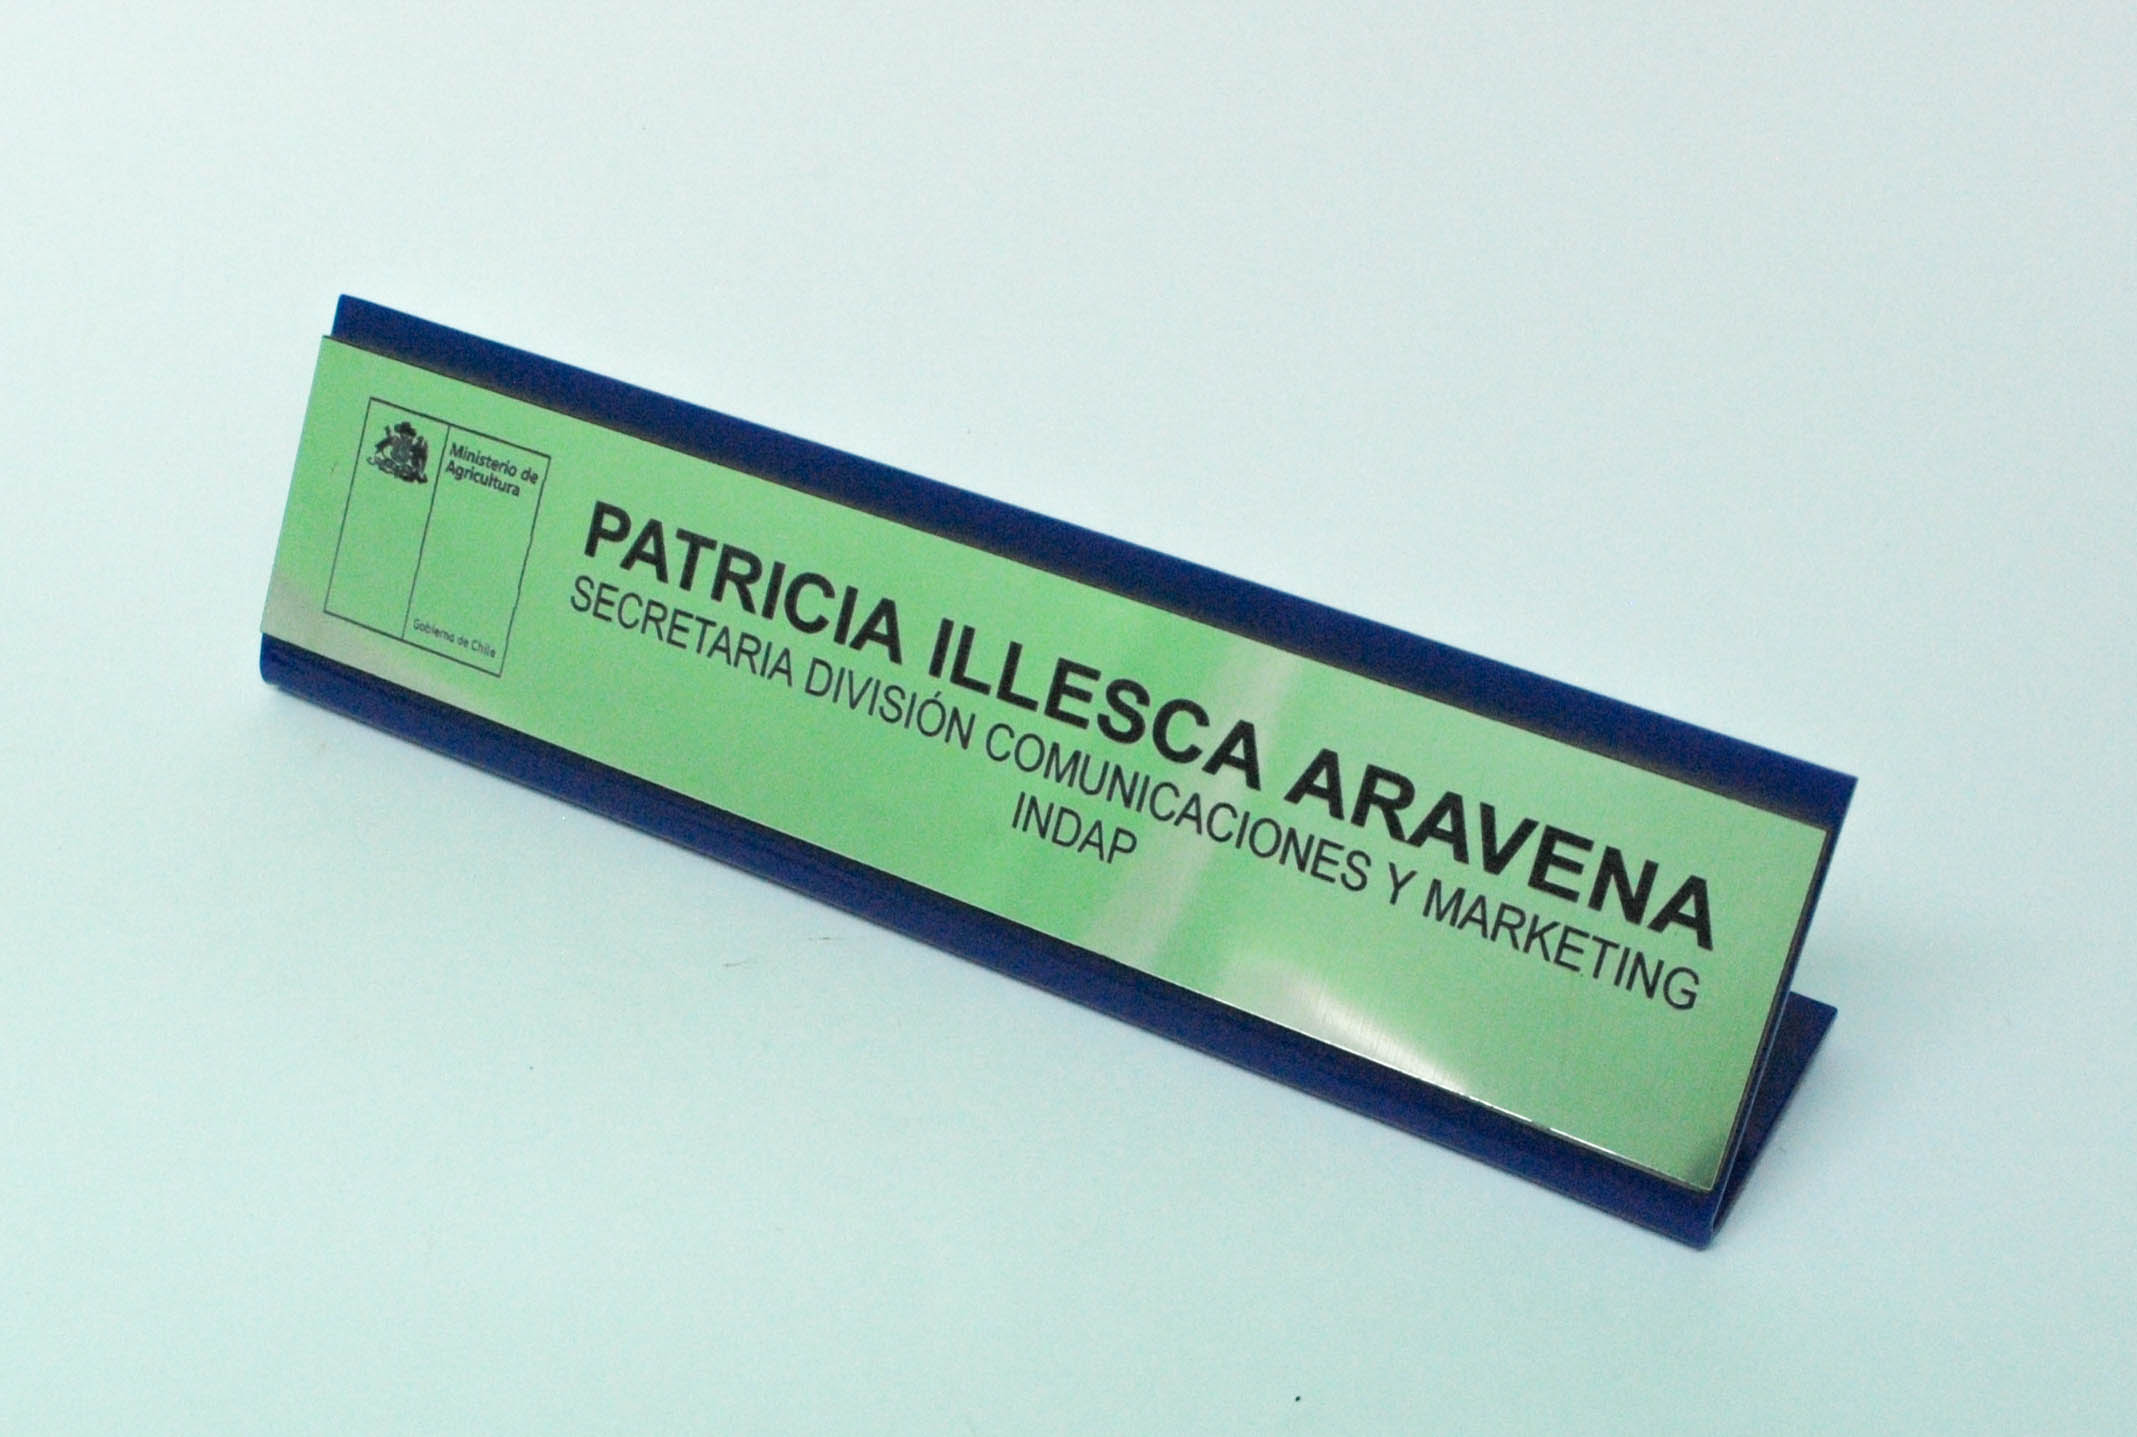 Ministerio de
Agricultura
Gobierno de Chile
PATRICIA ILLESCA ARAVENA
SECRETARIA DIVISIÓN COMUNICACIONES Y MARKETING
INDAP